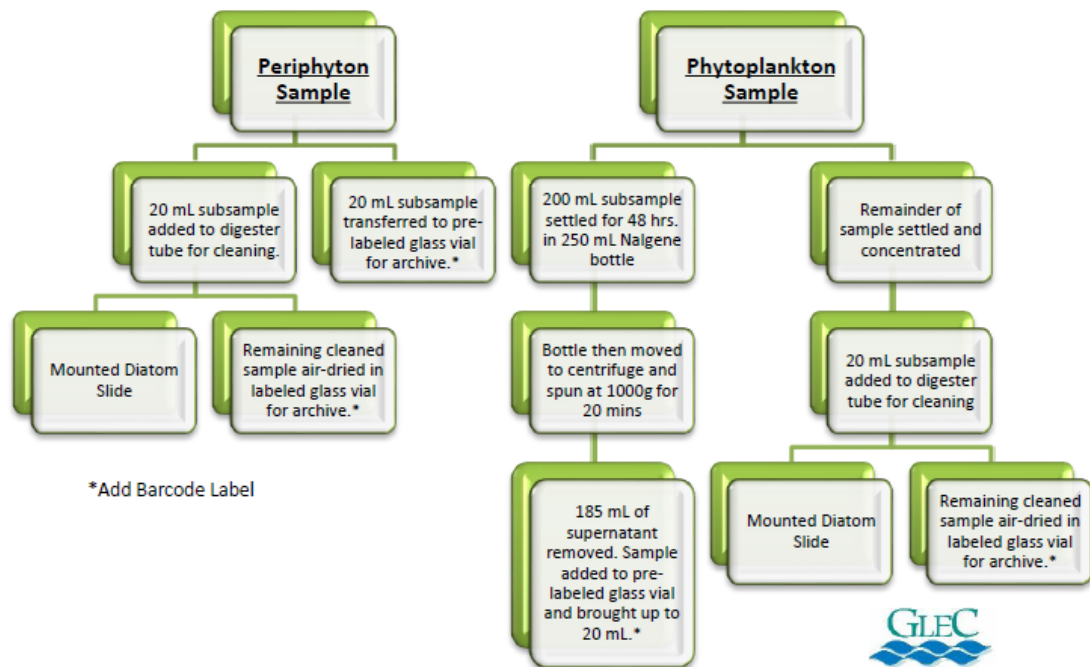 Periphyton
Sample
Phytoplankton
Sample
20 mL subsample
added to digester
tube for cleaning.
20 mL subsample
transferred to pre-
labeled glass vial
for archive.*
200 mL subsample
settled for 48 hrs.
in 250 mL Nalgene
bottle
Remainder of
sample settled and
concentrated
Mounted Diatom
Slide
Remaining cleaned
sample air-dried in
labeled glass vial
for archive.*
Bottle then moved
to centrifuge and
spun at 1000g for
20 mins
20 mL subsample
added to digester
tube for cleaning
*Add Barcode Label
185 mL of
supernatant
removed. Sample
added to pre-
labeled glass vial
and brought up to
20 mL.*
Mounted Diatom
Slide
Remaining cleaned
sample air-dried in
labeled glass vial
for archive.*
GLEC